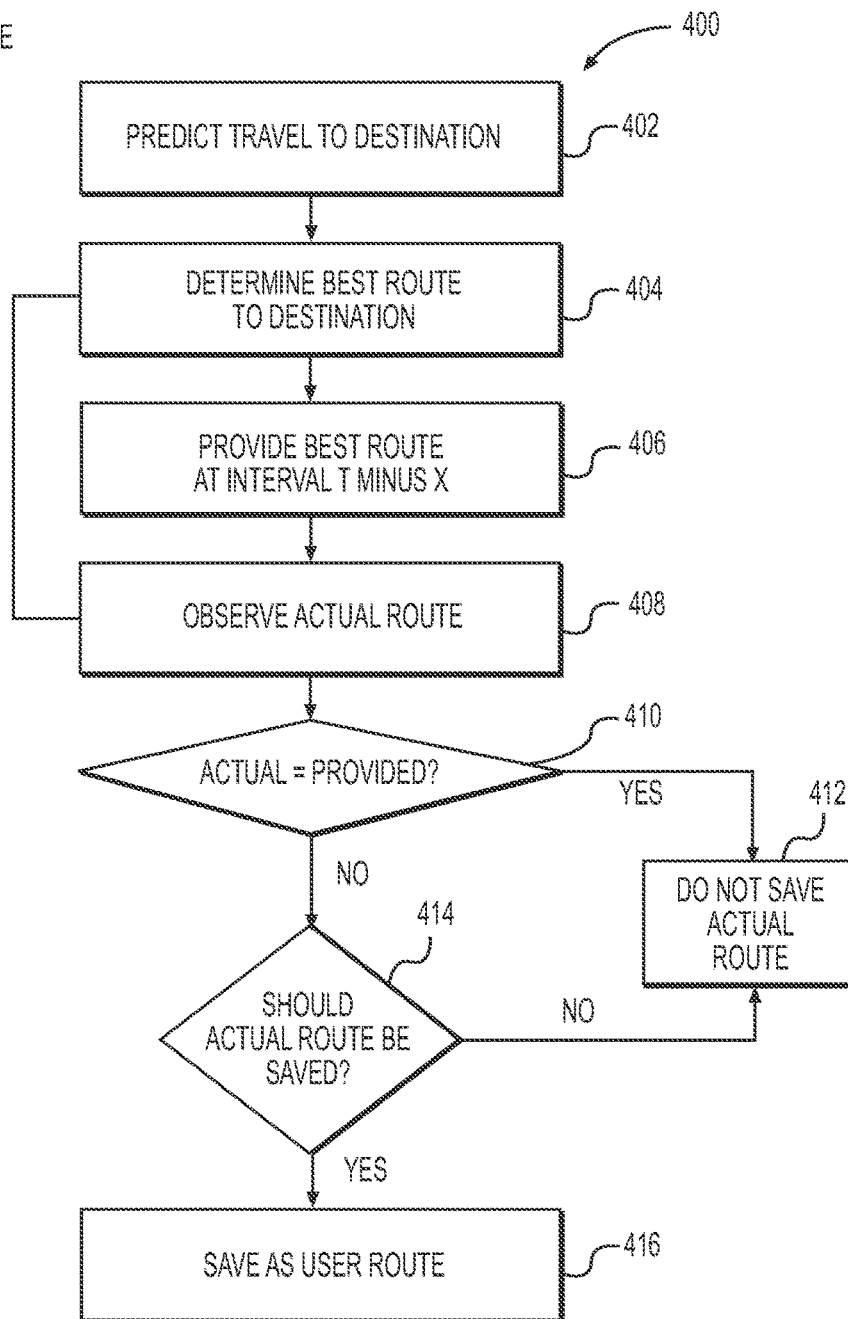 E
400
PREDICT TRAVEL TO DESTINATION
402
DETERMINE BEST ROUTE
TO DESTINATION
404
PROVIDE BEST ROUTE
AT INTERVAL T MINUS X
406
OBSERVE ACTUAL ROUTE
408
410
ACTUAL = PROVIDED?
YES
412
NO
DO NOT SAVE
ACTUAL
ROUTE
414
SHOULD
ACTUAL ROUTE BE
SAVED?
NO
YES
SAVE AS USER ROUTE
416